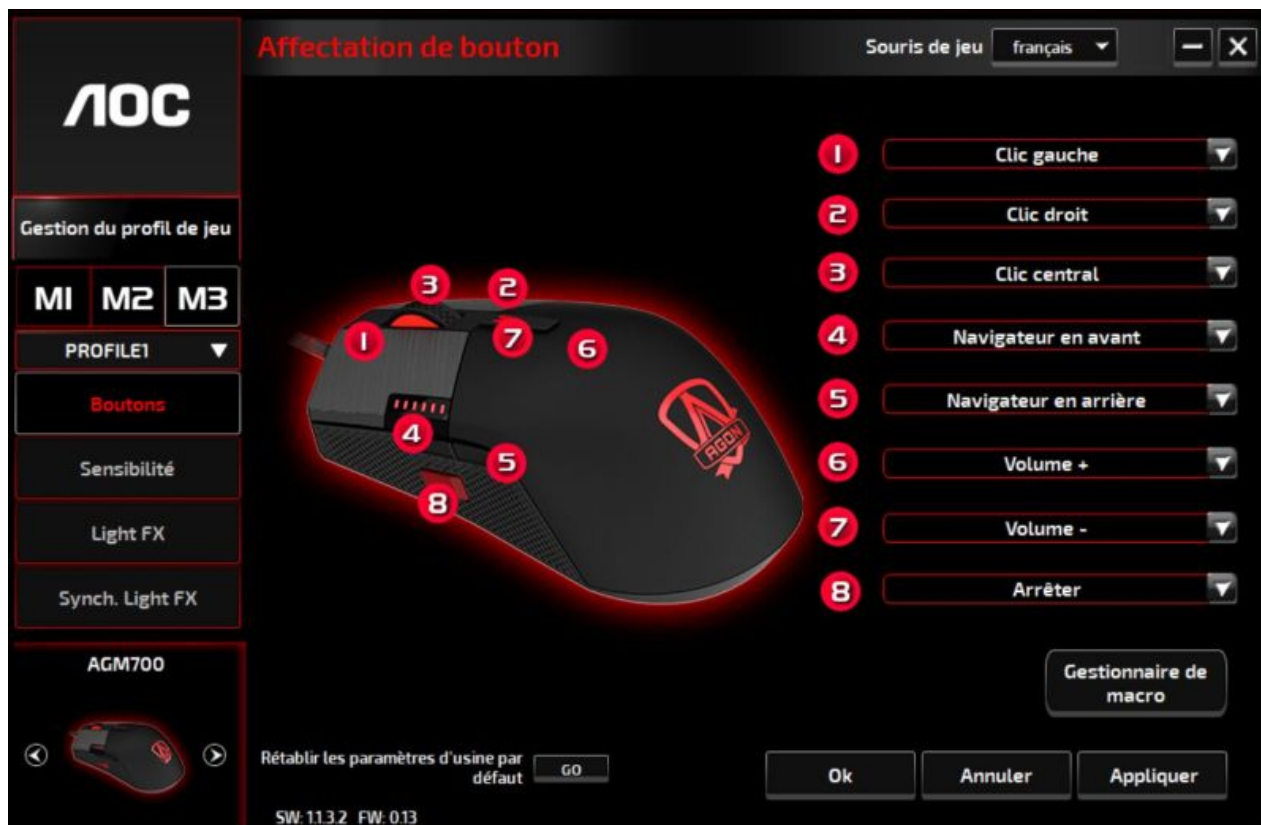 Affectation de bouton
Souris de jeu français
AOC
Gestion du profil de jeu
M1 M2 M3
PROFILE1
Boutons
Sensibilité
Light FX
Synch. Light FX
AGM700
1 Clic gauche
2 Clic droit
3 Clic central
4 Navigateur en avant
5 Navigateur en arrière
6 Volume +
7 Volume -
8 Arrêter
3 2
1 7 6
4
5
8
AGON
Gestionnaire de
macro
Rétablir les paramètres d'usine par
défaut GO
Ok Annuler Appliquer
SW: 1.1.3.2 FW: 0.13